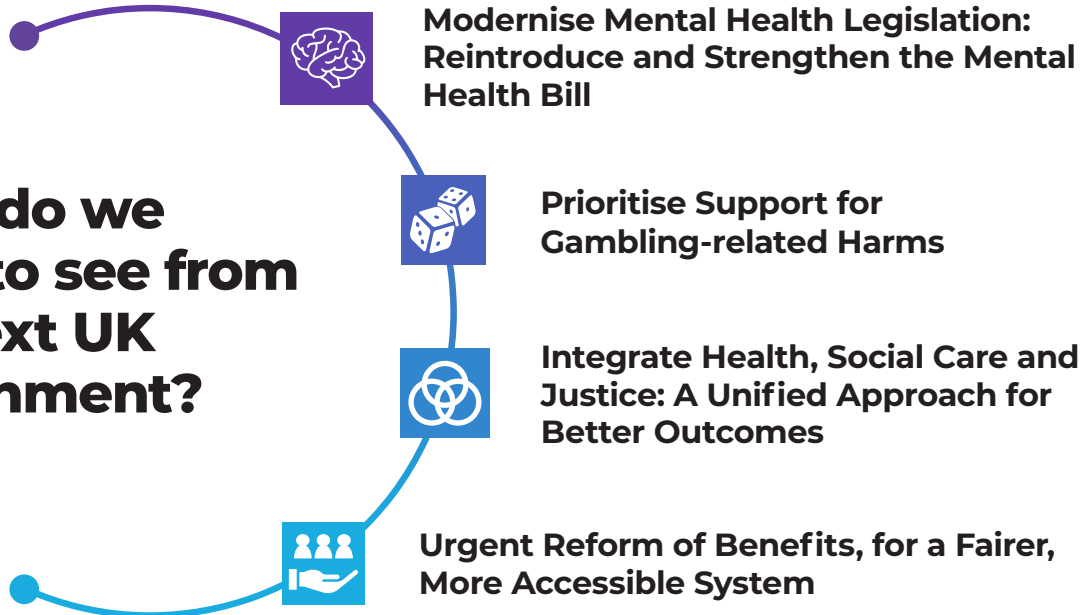 Modernise Mental Health Legislation:
Reintroduce and Strengthen the Mental
Health Bill
do we
to see from
ext UK
nment?
Prioritise Support for
Gambling-related Harms
Integrate Health, Social Care and
Justice: A Unified Approach for
Better Outcomes
Urgent Reform of Benefits, for a Fairer,
More Accessible System